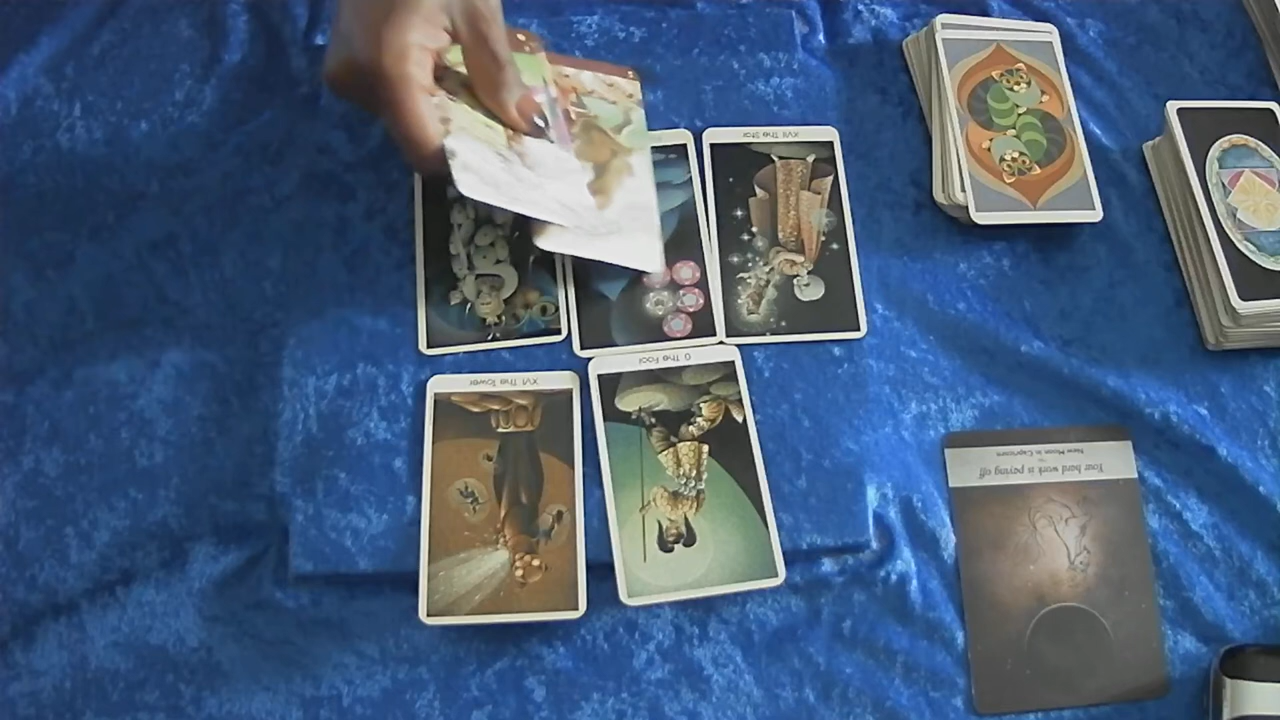 XVII The Star
0 The Fool
XVI The Tower
Your hard work is paying off
New Moon in Capricorn